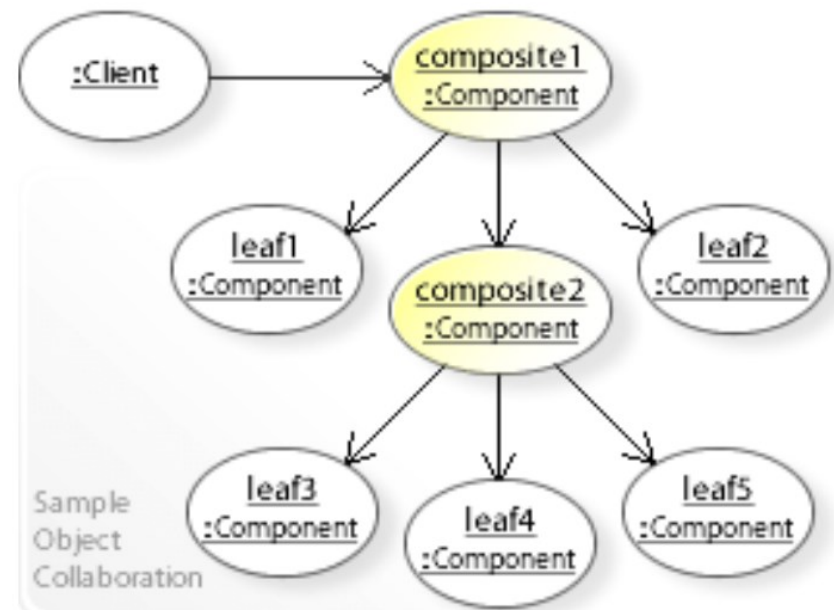 :Client
composite1
:Component
leaf1
:Component
leaf2
:Component
composite2
:Component
leaf3
:Component
leaf4
:Component
leaf5
:Component
Sample
Object
Collaboration